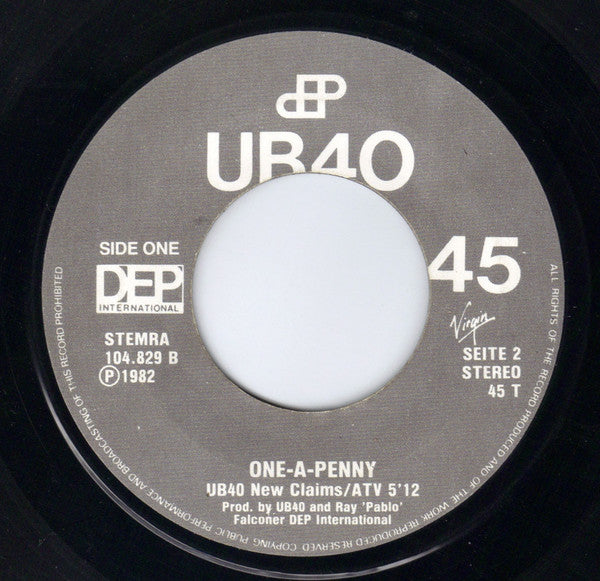 DEP
UB40
SIDE ONE
45
DEP
INTERNATIONAL
STEMRA
104.829 B
Ⓟ1982
Virgin
SEITE 2
STEREO
45 T
ONE-A-PENNY
UB40 New Claims/ATV 5'12
Prod. by UB40 and Ray 'Pablo'
Falconer DEP International
ALL RIGHTS OF THE RECORD PRODUCED AND OF THE WORK REPRODUCED RESERVED COPYING PUBLIC PERFORMANCE AND BROADCASTING OF THIS RECORD PROHIBITED